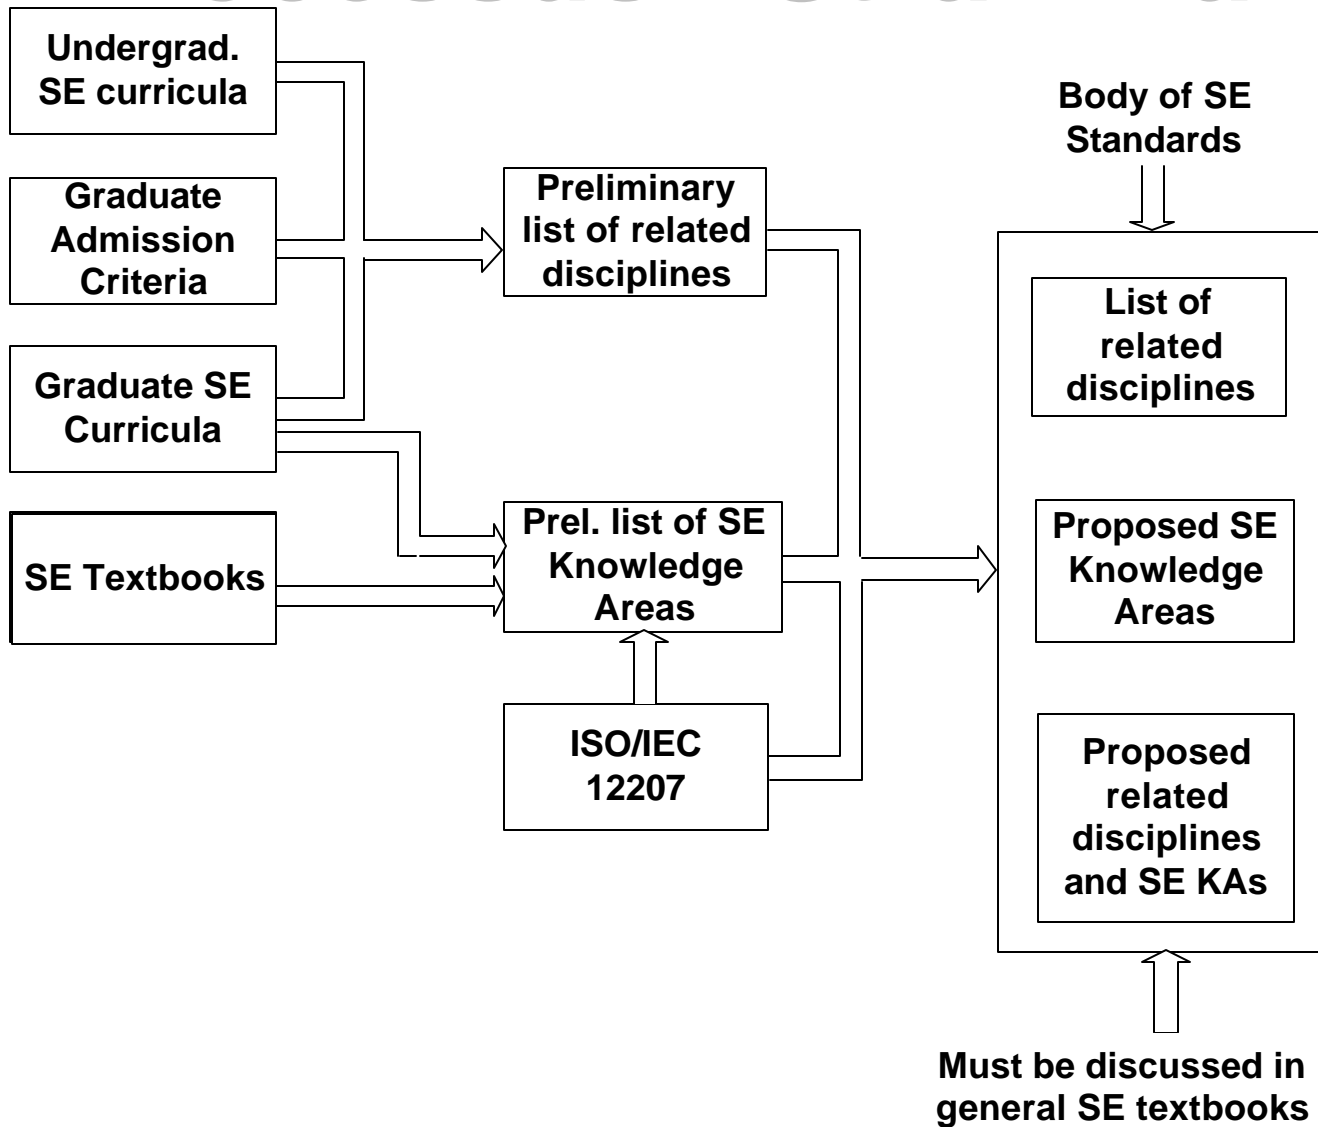 Undergrad.
SE curricula
Graduate
Admission
Criteria
Graduate SE
Curricula
SE Textbooks
Preliminary
list of related
disciplines
Prel. list of SE
Knowledge
Areas
ISO/IEC
12207
Body of SE
Standards
List of
related
disciplines
Proposed SE
Knowledge
Areas
Proposed
related
disciplines
and SE KAs
Must be discussed in
general SE textbooks